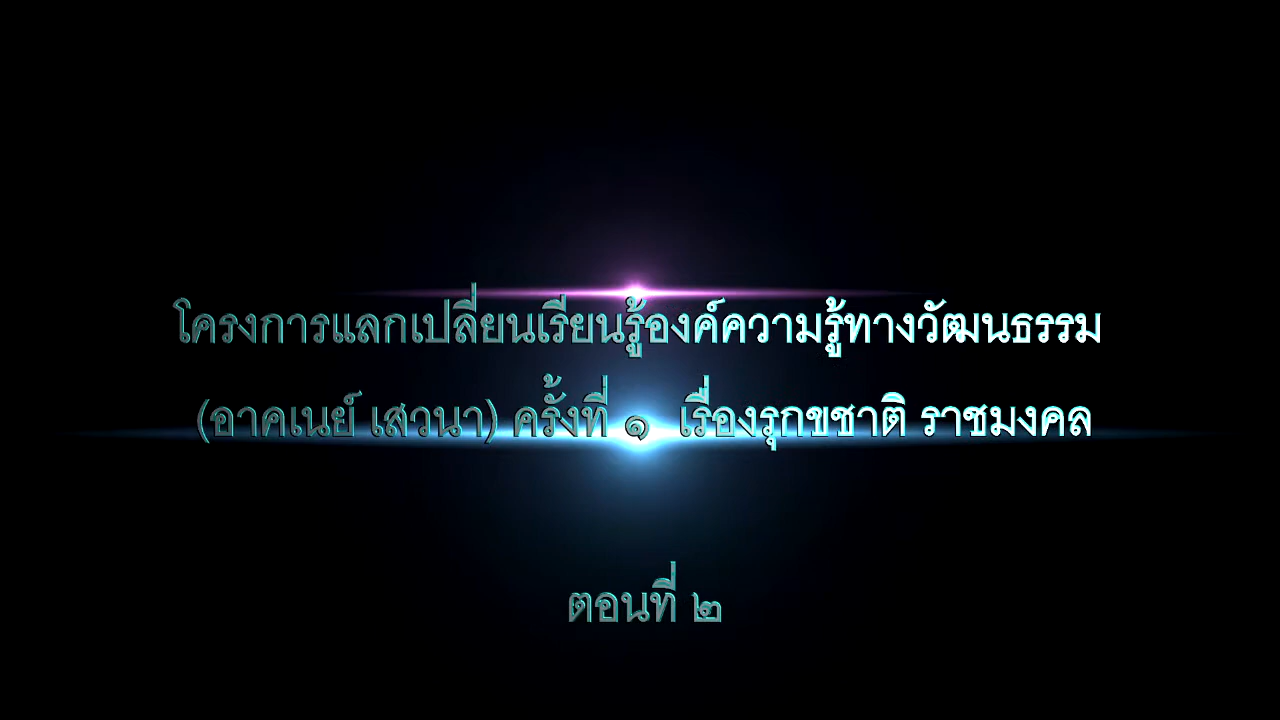 โครงการแลกเปลี่ยนเรียนรู้องค์ความรู้ทางวัฒนธรรม
(อาคเนย์ เสวนา) ครั้งที่ ๑ เรื่องรุกขชาติ ราชมงคล
ตอนที่ ๒